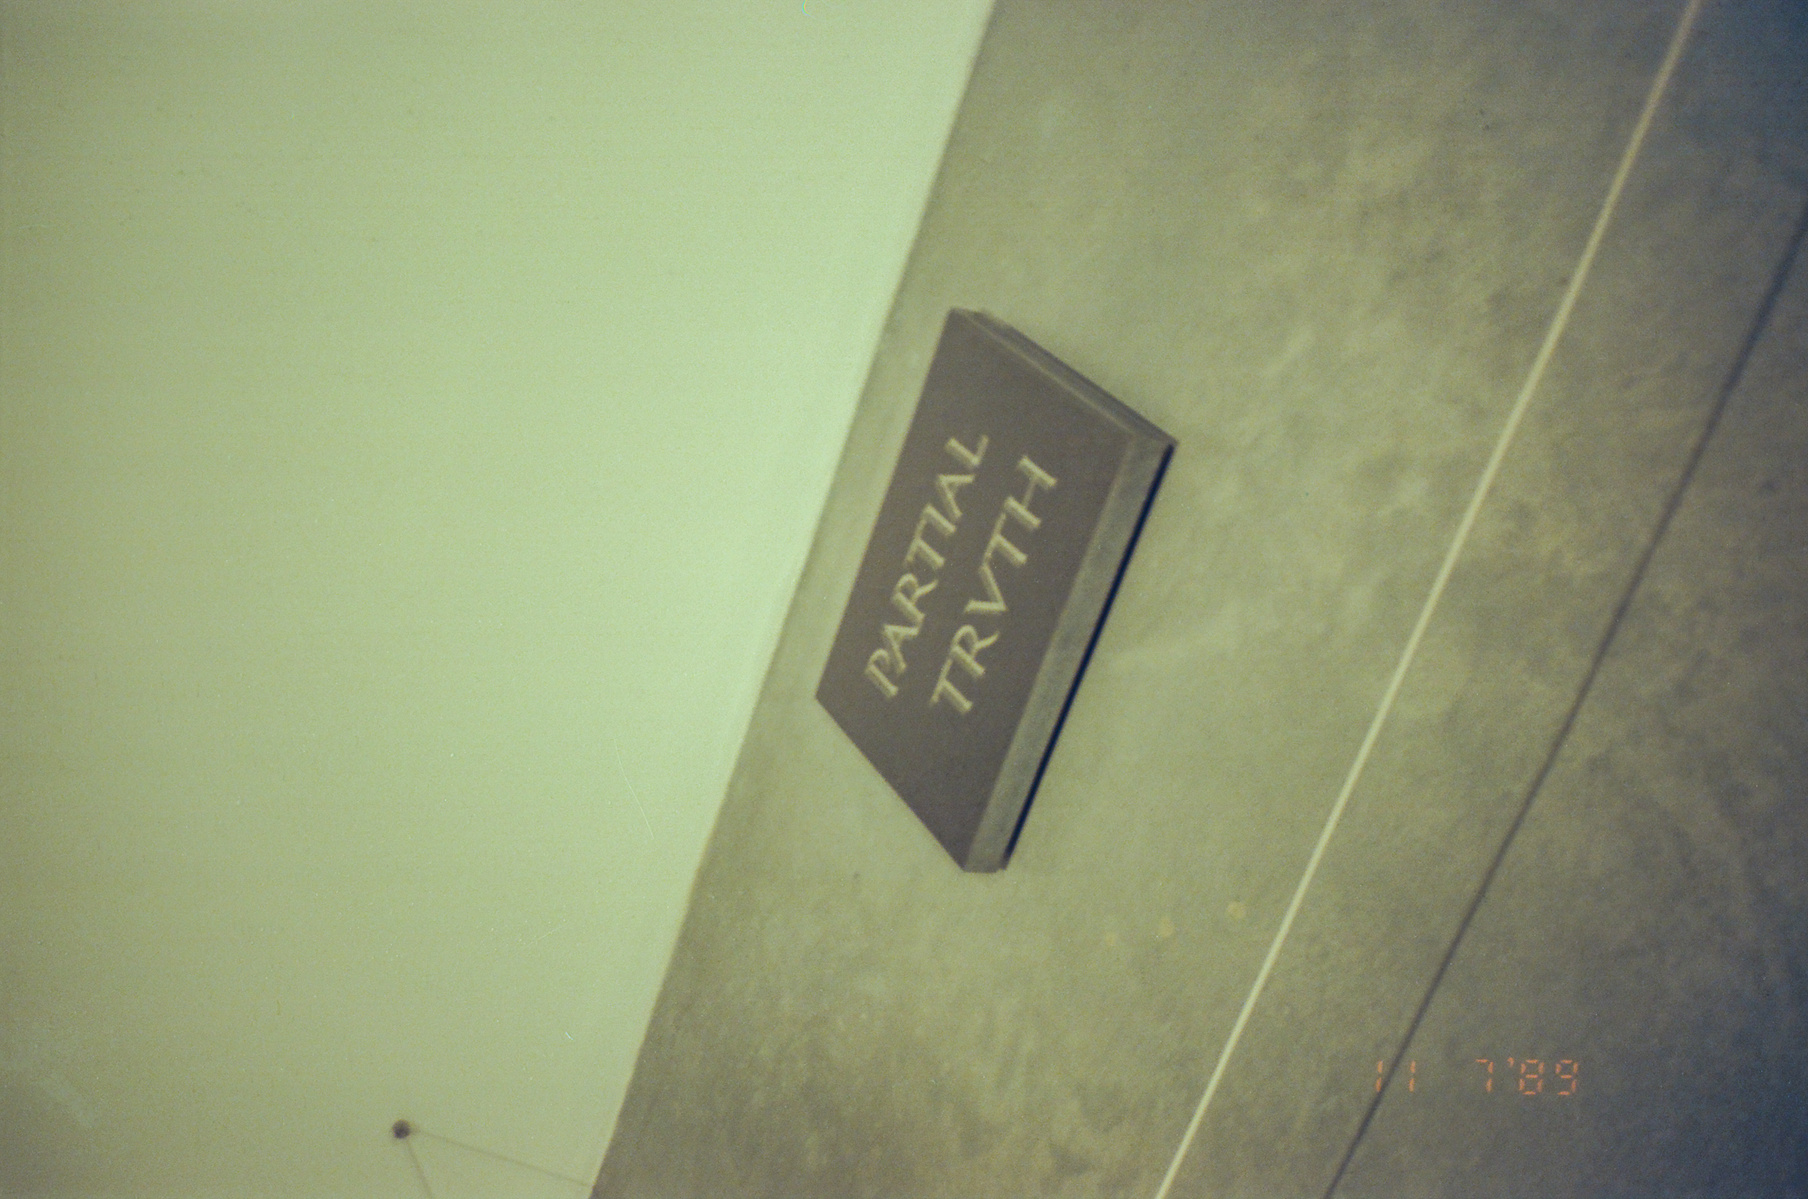 PARTIAL
TRVTH
11 7'89